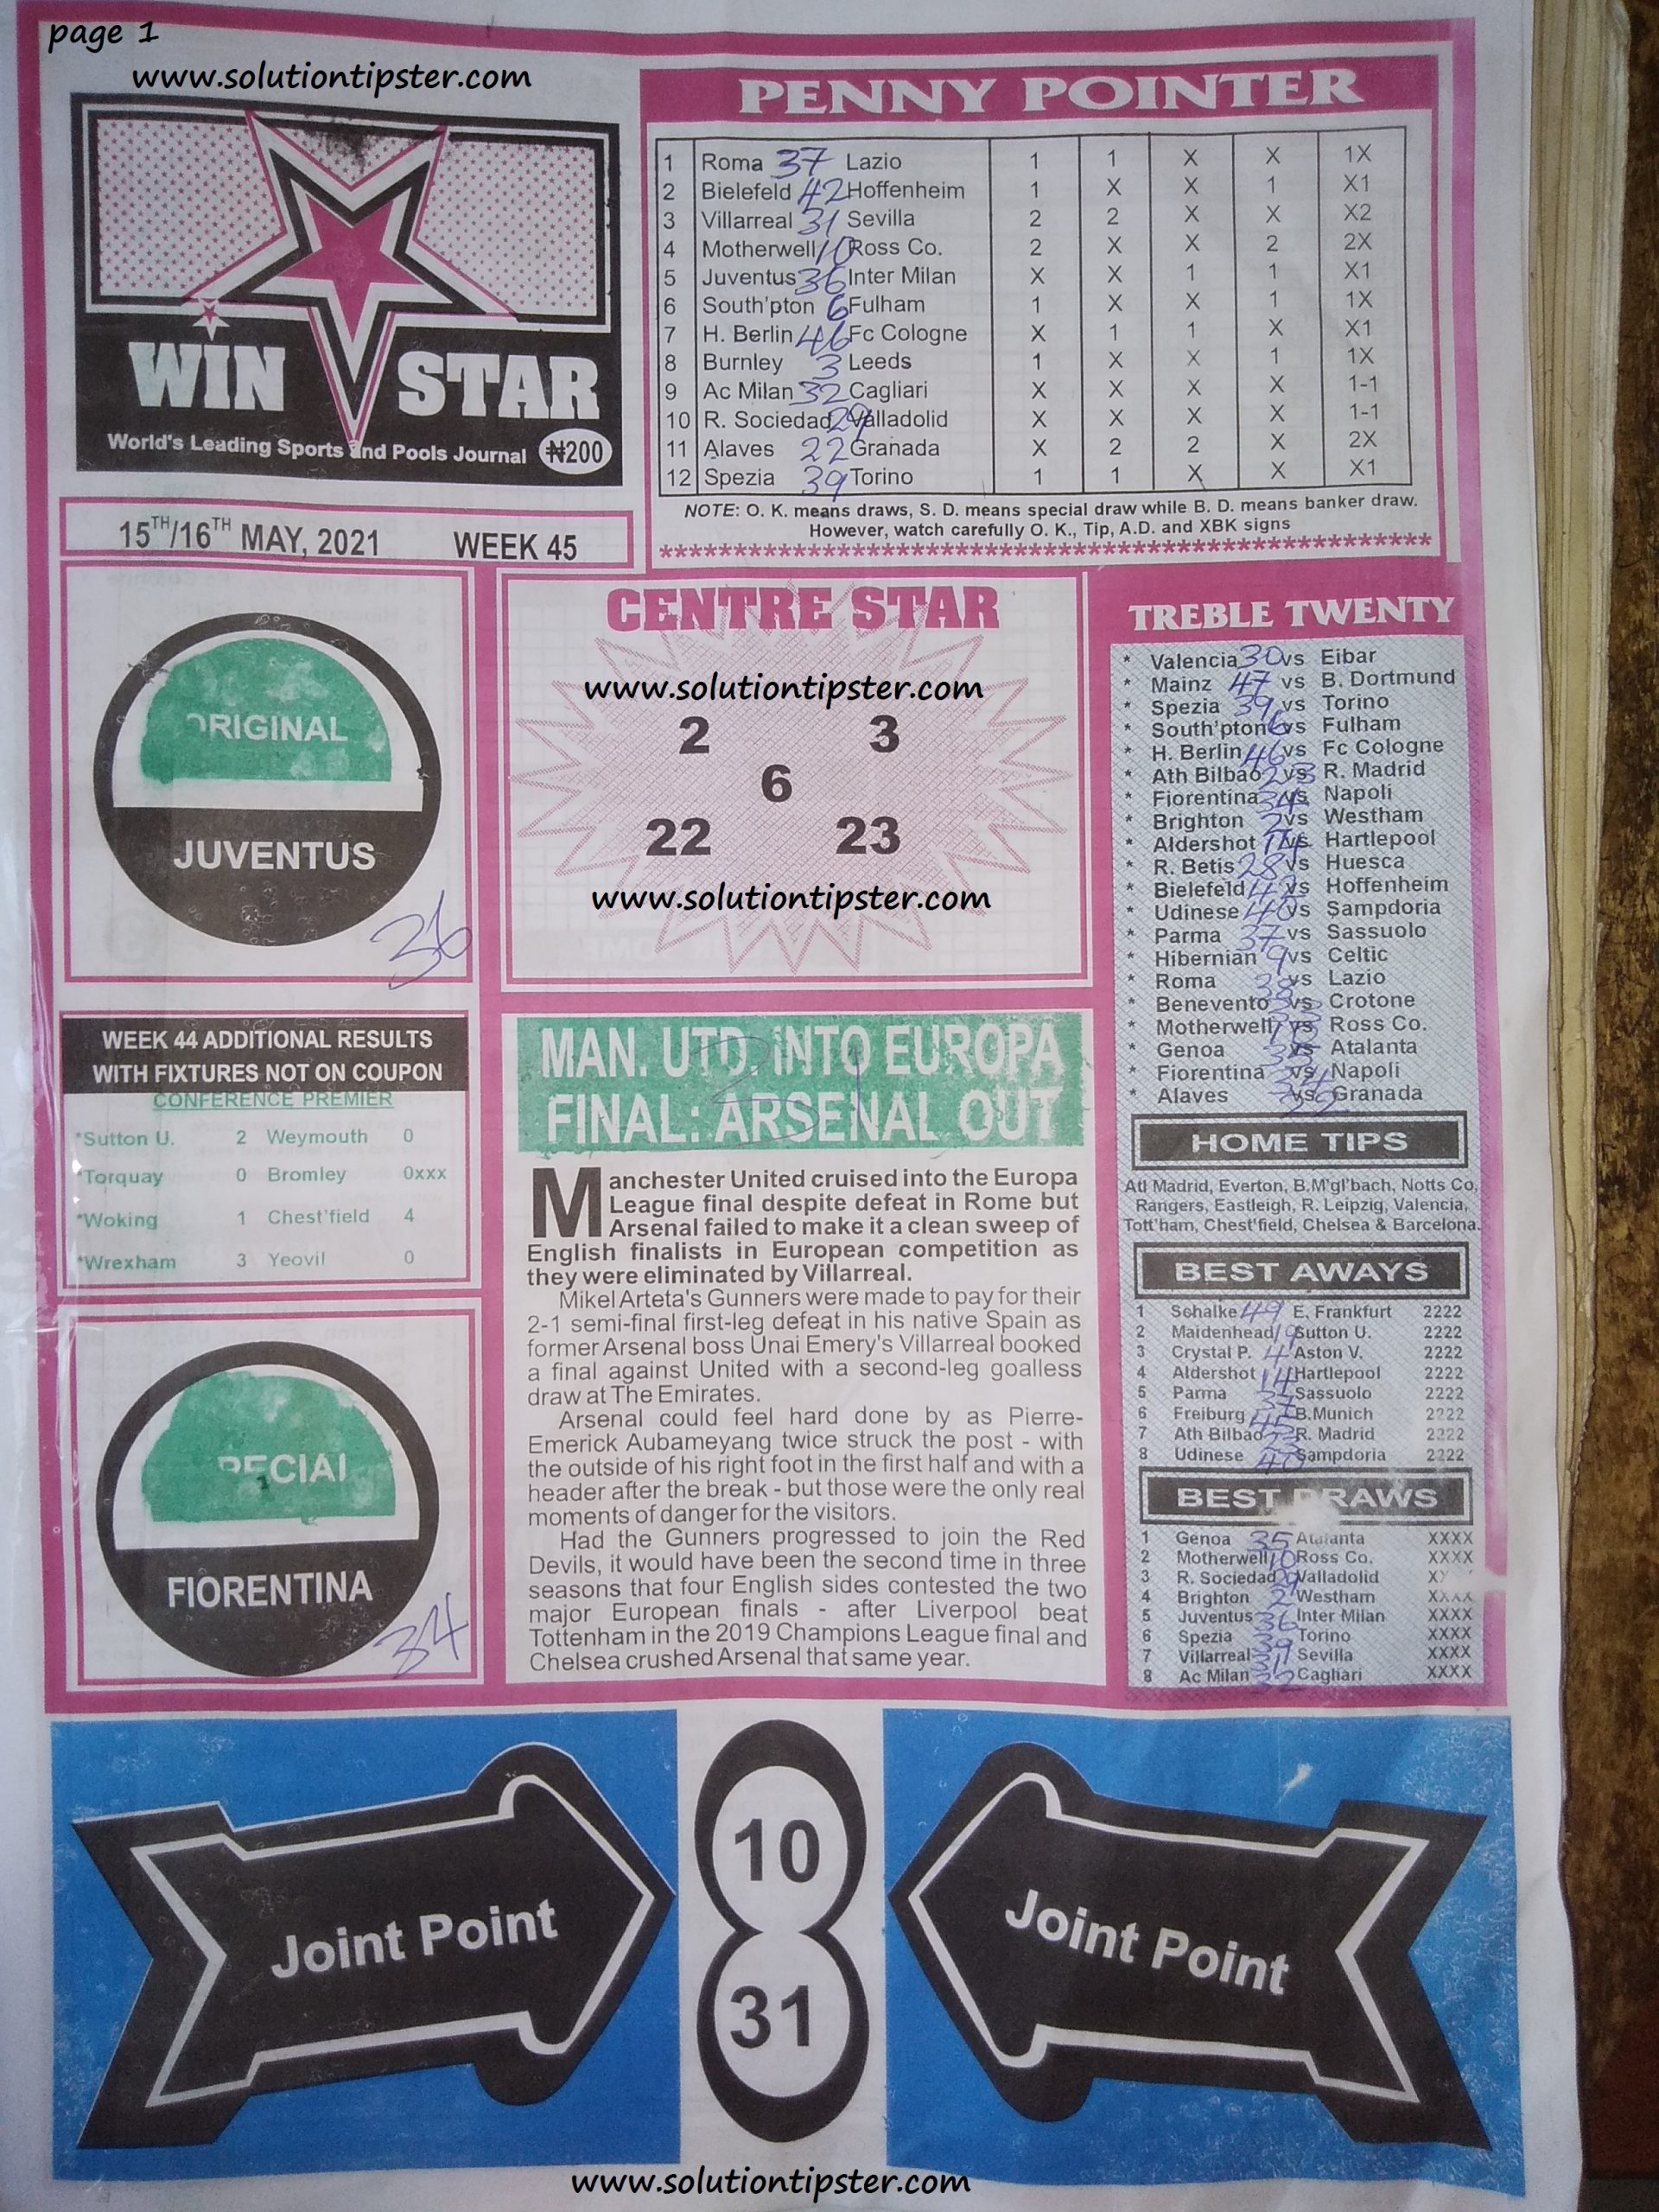 page 1
www.solutiontipster.com
WIN STAR
World's Leading Sports and Pools Journal ₦200
15TH/16TH MAY, 2021 WEEK 45
PENNY POINTER
1 Roma 37 Lazio 1 1 X X 1X
2 Bielefeld 42 Hoffenheim 1 X X 1 X1
3 Villarreal 31 Sevilla 2 2 X X X2
4 Motherwell 10 Ross Co. 2 X X 2 2X
5 Juventus 36 Inter Milan X X 1 1 X1
6 South'pton 6 Fulham 1 X X 1 1X
7 H. Berlin 46 Fc Cologne X 1 1 X X1
8 Burnley 3 Leeds 1 X X 1 1X
9 Ac Milan 32 Cagliari X X X X 1-1
10 R. Sociedad 29 Valladolid X X X X 1-1
11 Alaves 22 Granada X 2 2 X 2X
12 Spezia 39 Torino 1 1 X X X1
NOTE: O. K. means draws, S. D. means special draw while B. D. means banker draw.
However, watch carefully O. K., Tip, A.D. and XBK signs
ORIGINAL
JUVENTUS
36
CENTRE STAR
www.solutiontipster.com
2 3
6
22 23
www.solutiontipster.com
TREBLE TWENTY
* Valencia 30 vs Eibar
* Mainz 47 vs B. Dortmund
* Spezia 39 vs Torino
* South'pton 6 vs Fulham
* H. Berlin 46 vs Fc Cologne
* Ath Bilbao 23 vs R. Madrid
* Fiorentina 34 vs Napoli
* Brighton 2 vs Westham
* Aldershot 14 vs Hartlepool
* R. Betis 28 vs Huesca
* Bielefeld 42 vs Hoffenheim
* Udinese 40 vs Sampdoria
* Parma 37 vs Sassuolo
* Hibernian 9 vs Celtic
* Roma 38 vs Lazio
* Benevento 33 vs Crotone
* Motherwell vs Ross Co.
* Genoa 35 vs Atalanta
* Fiorentina 34 vs Napoli
* Alaves 22 vs Granada
HOME TIPS
Atl Madrid, Everton, B.M'gl'bach, Notts Co,
Rangers, Eastleigh, R. Leipzig, Valencia,
Tott'ham, Chest'field, Chelsea & Barcelona.
BEST AWAYS
1 Schalke 49 E. Frankfurt 2222
2 Maidenhead 19 Sutton U. 2222
3 Crystal P. 4 Aston V. 2222
4 Aldershot 14 Hartlepool 2222
5 Parma 37 Sassuolo 2222
6 Freiburg 45 B.Munich 2222
7 Ath Bilbao 23 R. Madrid 2222
8 Udinese 40 Sampdoria 2222
BEST DRAWS
1 Genoa 35 Atalanta XXXX
2 Motherwell 10 Ross Co. XXXX
3 R. Sociedad 29 Valladolid
4 Brighton 2 Westham XXXX
5 Juventus 36 Inter Milan XXXX
6 Spezia 39 Torino XXXX
7 Villarreal 31 Sevilla XXXX
8 Ac Milan 32 Cagliari XXXX
WEEK 44 ADDITIONAL RESULTS
WITH FIXTURES NOT ON COUPON
CONFERENCE PREMIER
*Sutton U. 2 Weymouth 0
*Torquay 0 Bromley 0xxx
*Woking 1 Chest'field 4
*Wrexham 3 Yeovil 0
SPECIAL
FIORENTINA
34
MAN. UTD. INTO EUROPA
FINAL: ARSENAL OUT
31
Manchester United cruised into the Europa
League final despite defeat in Rome but
Arsenal failed to make it a clean sweep of
English finalists in European competition as
they were eliminated by Villarreal.
Mikel Arteta's Gunners were made to pay for their
2-1 semi-final first-leg defeat in his native Spain as
former Arsenal boss Unai Emery's Villarreal booked
a final against United with a second-leg goalless
draw at The Emirates.
Arsenal could feel hard done by as Pierre-
Emerick Aubameyang twice struck the post - with
the outside of his right foot in the first half and with a
header after the break - but those were the only real
moments of danger for the visitors.
Had the Gunners progressed to join the Red
Devils, it would have been the second time in three
seasons that four English sides contested the two
major European finals - after Liverpool beat
Tottenham in the 2019 Champions League final and
Chelsea crushed Arsenal that same year.
Joint Point
10
31
Joint Point
www.solutiontipster.com